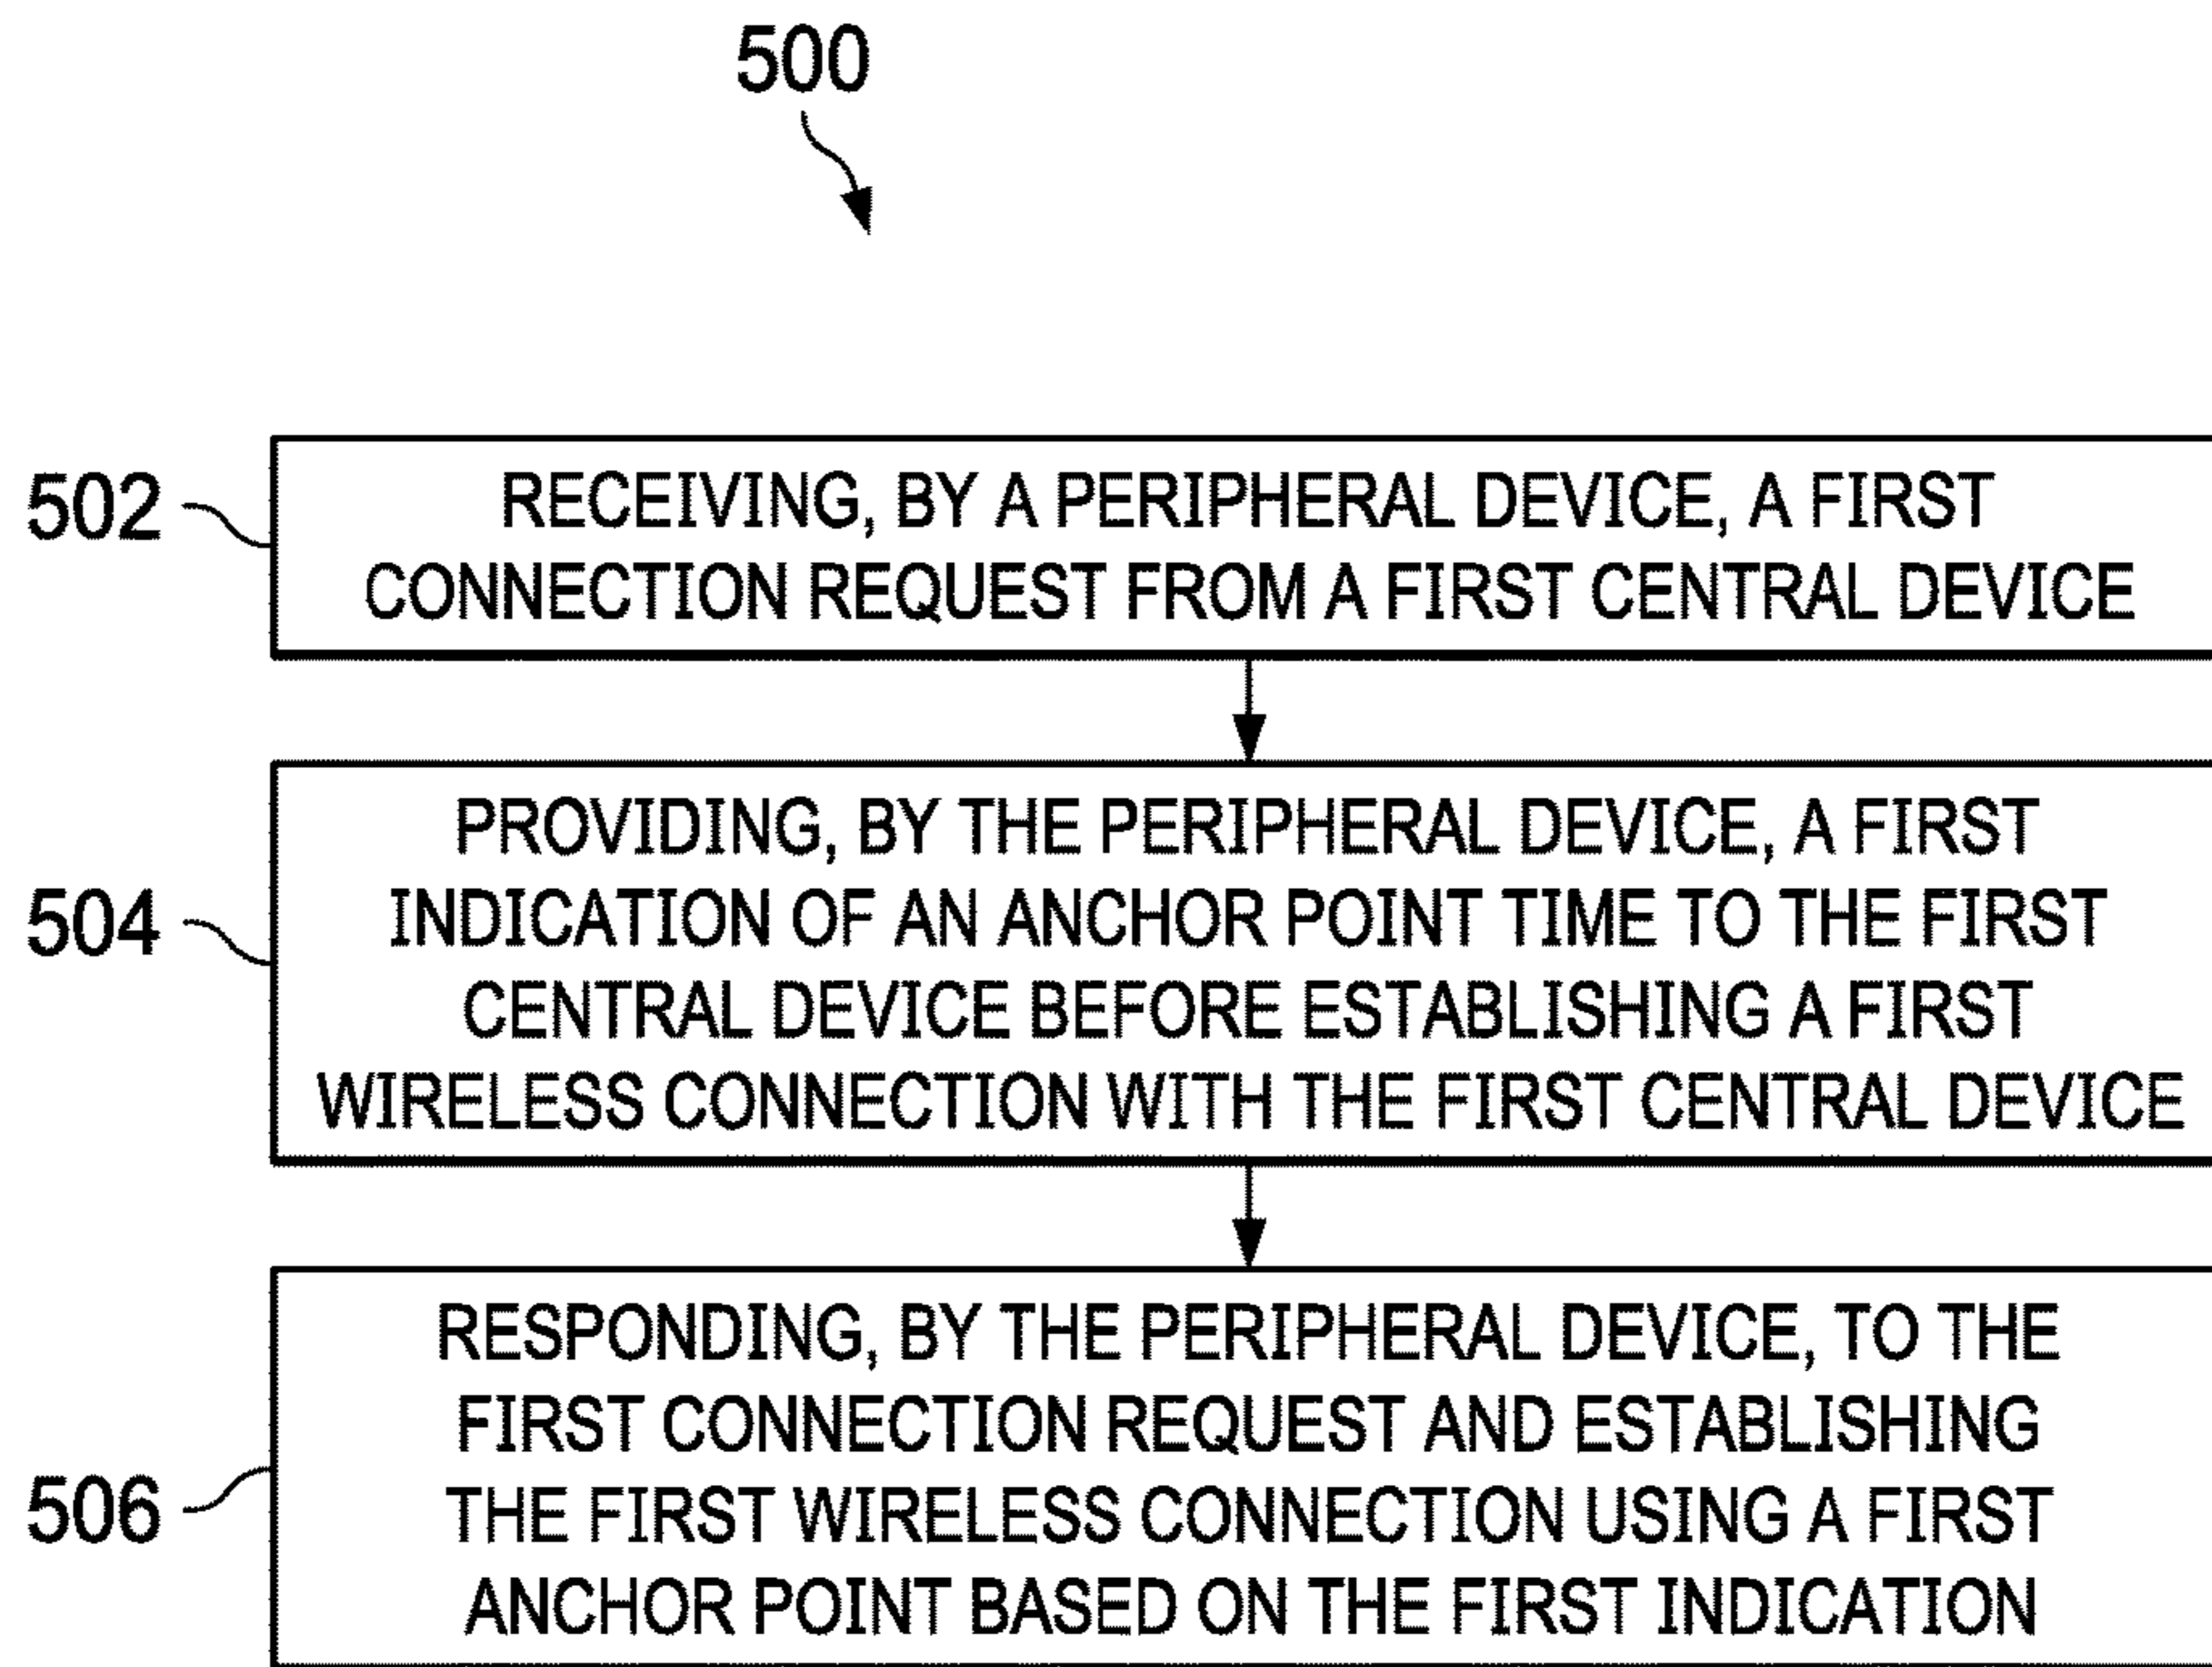 500
502
RECEIVING, BY A PERIPHERAL DEVICE, A FIRST
CONNECTION REQUEST FROM A FIRST CENTRAL DEVICE
504
PROVIDING, BY THE PERIPHERAL DEVICE, A FIRST
INDICATION OF AN ANCHOR POINT TIME TO THE FIRST
CENTRAL DEVICE BEFORE ESTABLISHING A FIRST
WIRELESS CONNECTION WITH THE FIRST CENTRAL DEVICE
506
RESPONDING, BY THE PERIPHERAL DEVICE, TO THE
FIRST CONNECTION REQUEST AND ESTABLISHING
THE FIRST WIRELESS CONNECTION USING A FIRST
ANCHOR POINT BASED ON THE FIRST INDICATION